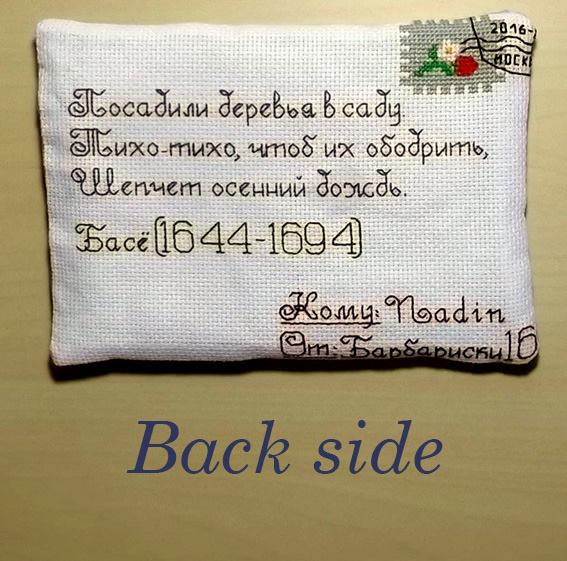 2016-
МОСК
Посадили деревья в саду
Тихо-тихо, чтоб их ободрить,
Шепчет осенний дождь.
Басё(1644-1694)
Кому: Nadin
От: Барбариски16
Back side